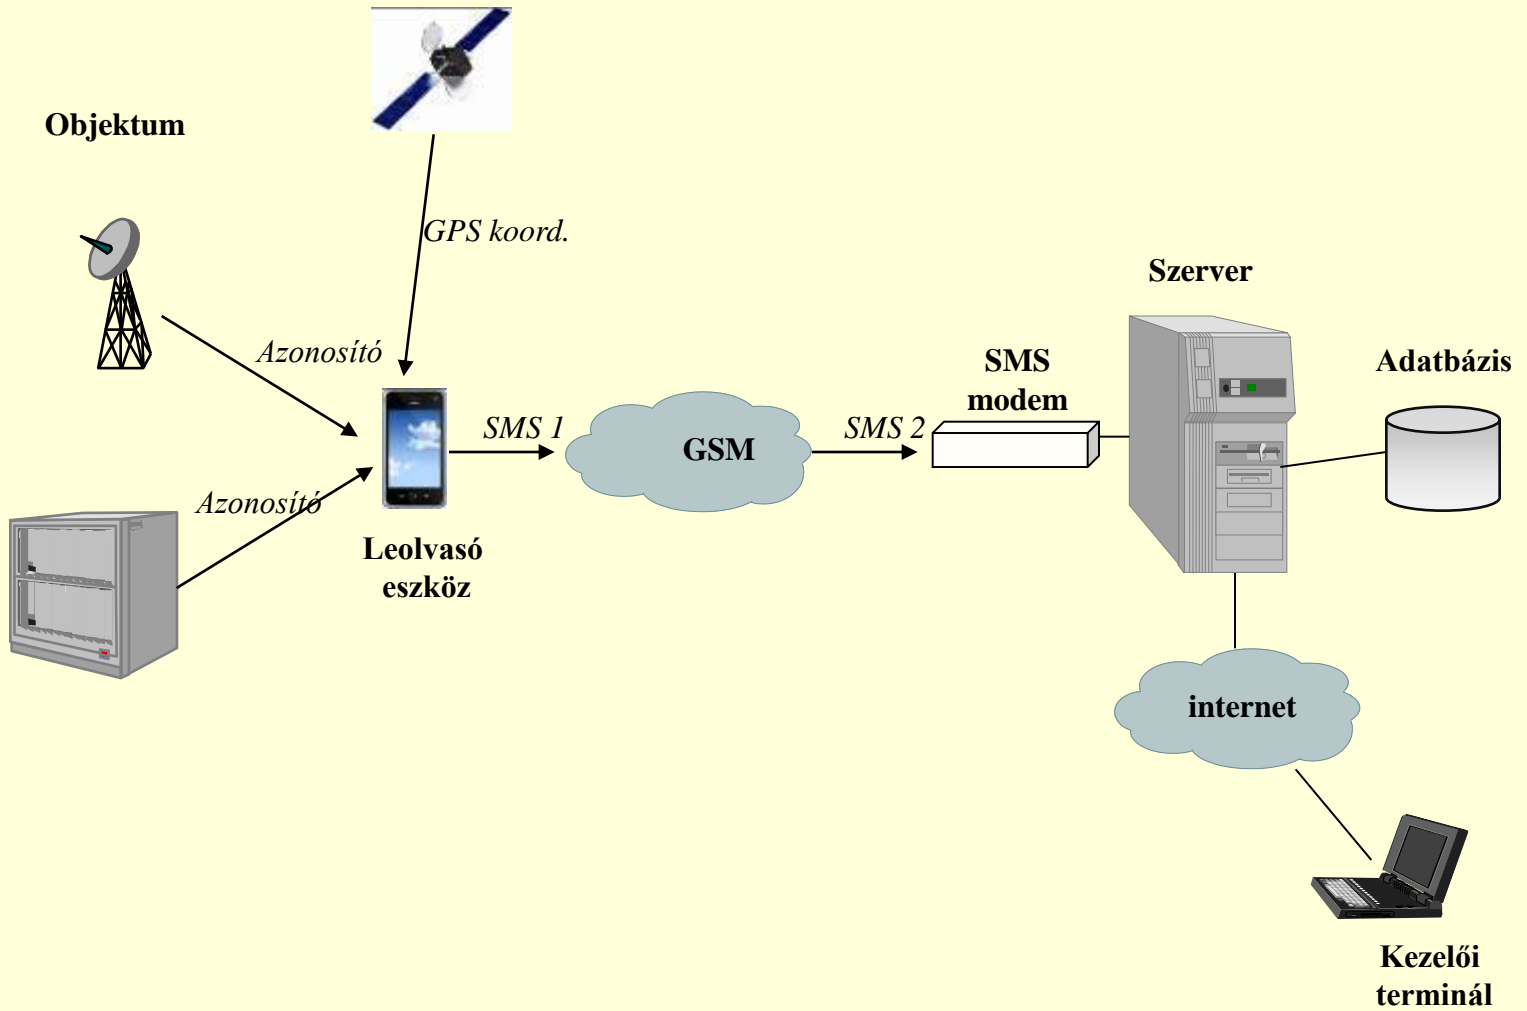 Objektum
GPS koord.
Szerver
Azonosító
SMS
modem
Adatbázis
SMS 1
GSM
SMS 2
Azonosító
Leolvasó
eszköz
internet
Kezelői
terminál